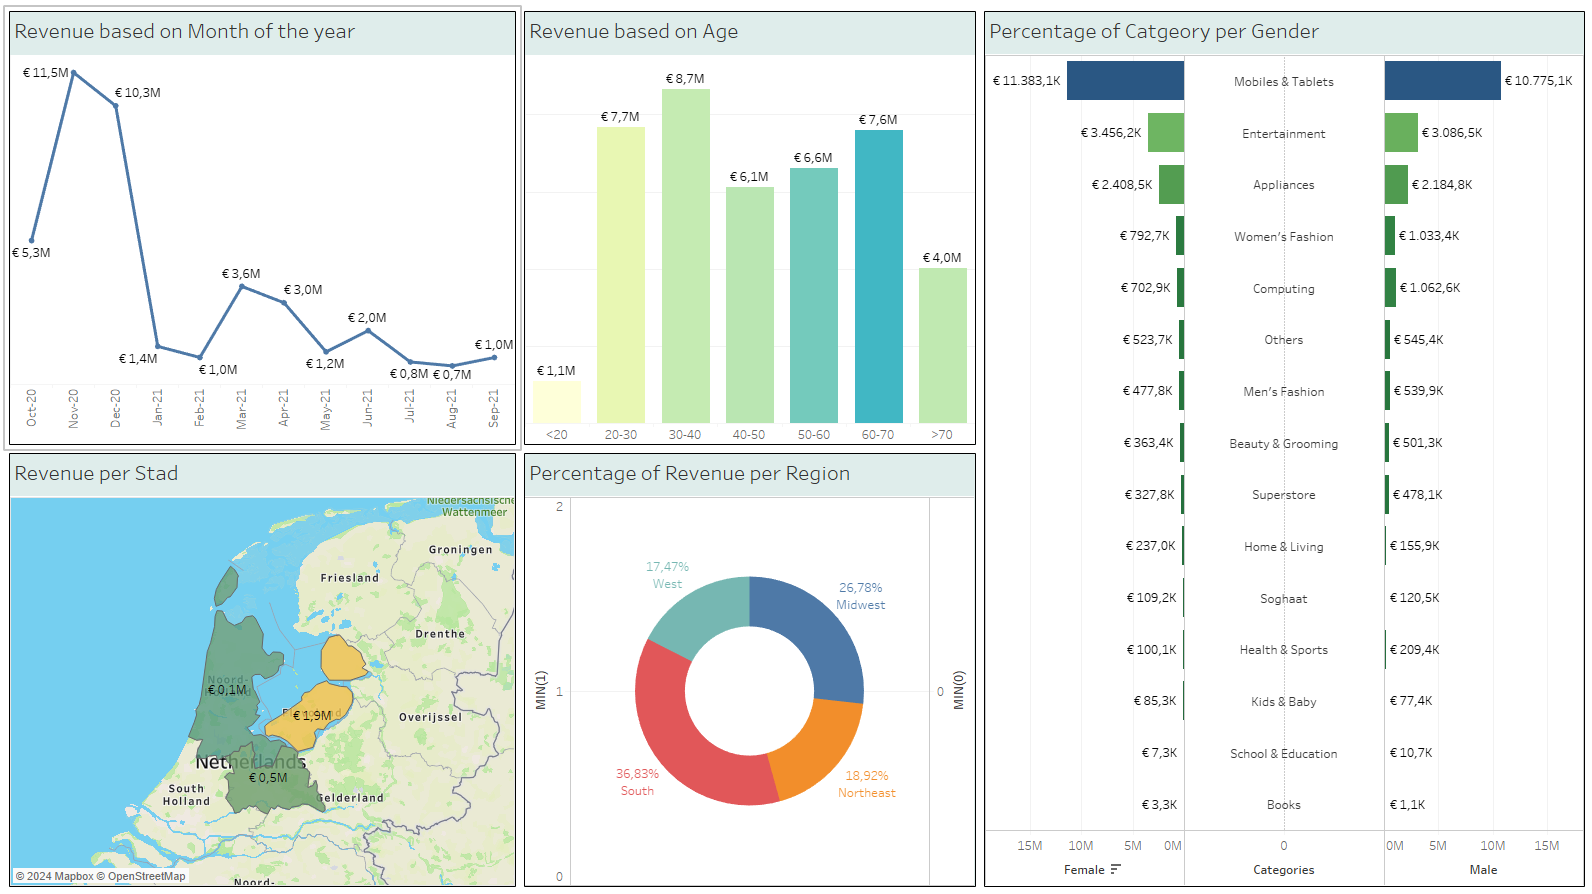 Revenue based on Month of the year
€ 11,5M
€ 10,3M
€ 5,3M
€ 3,6M
€ 3,0M
€ 2,0M
€ 1,4M
€ 1,0M
€ 1,2M
€ 0,8M
€ 0,7M
€ 1,0M
Oct-20
Nov-20
Dec-20
Jan-21
Feb-21
Mar-21
Apr-21
May-21
Jun-21
Jul-21
Aug-21
Sep-21
Revenue based on Age
€ 1,1M
€ 7,7M
€ 8,7M
€ 6,1M
€ 6,6M
€ 7,6M
€ 4,0M
<20
20-30
30-40
40-50
50-60
60-70
>70
Percentage of Catgeory per Gender
€ 11.383,1K Mobiles & Tablets € 10.775,1K
€ 3.456,2K Entertainment € 3.086,5K
€ 2.408,5K Appliances € 2.184,8K
€ 792,7K Women's Fashion € 1.033,4K
€ 702,9K Computing € 1.062,6K
€ 523,7K Others € 545,4K
€ 477,8K Men's Fashion € 539,9K
€ 363,4K Beauty & Grooming € 501,3K
€ 327,8K Superstore € 478,1K
€ 237,0K Home & Living € 155,9K
€ 109,2K Soghaat € 120,5K
€ 100,1K Health & Sports € 209,4K
€ 85,3K Kids & Baby € 77,4K
€ 7,3K School & Education € 10,7K
€ 3,3K Books € 1,1K
15M 10M 5M 0M 0 0M 5M 10M 15M
Female Categories Male
Revenue per Stad
Niedersächsische
Wattenmeer
Groningen
Friesland
Drenthe
Noord-
€ 0,1M
€ 1,9M
Overijssel
Netherlands
€ 0,5M
South
Holland
Gelderland
Noord-
© 2024 Mapbox © OpenStreetMap
Percentage of Revenue per Region
2
1
0
MIN(1)
17,47%
West
26,78%
Midwest
36,83%
South
18,92%
Northeast
0
MIN(0)